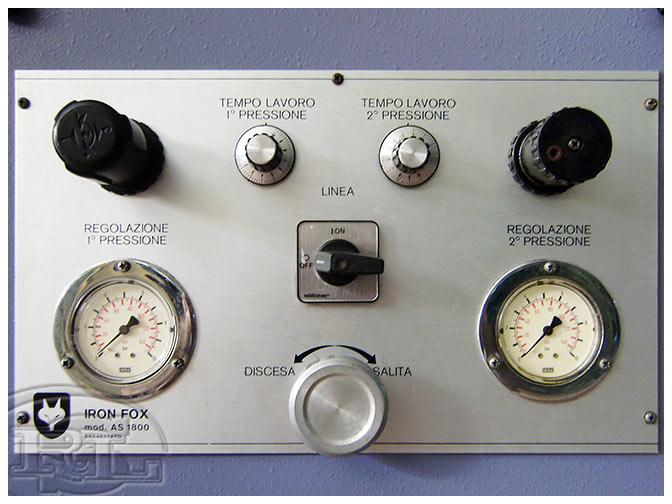 TEMPO LAVORO
1° PRESSIONE
TEMPO LAVORO
2° PRESSIONE
LINEA
REGOLAZIONE
1° PRESSIONE
I ON
O
OFF
REGOLAZIONE
2° PRESSIONE
DISCESA
SALITA
IRON FOX
mod. AS 1800
BREVETTATO